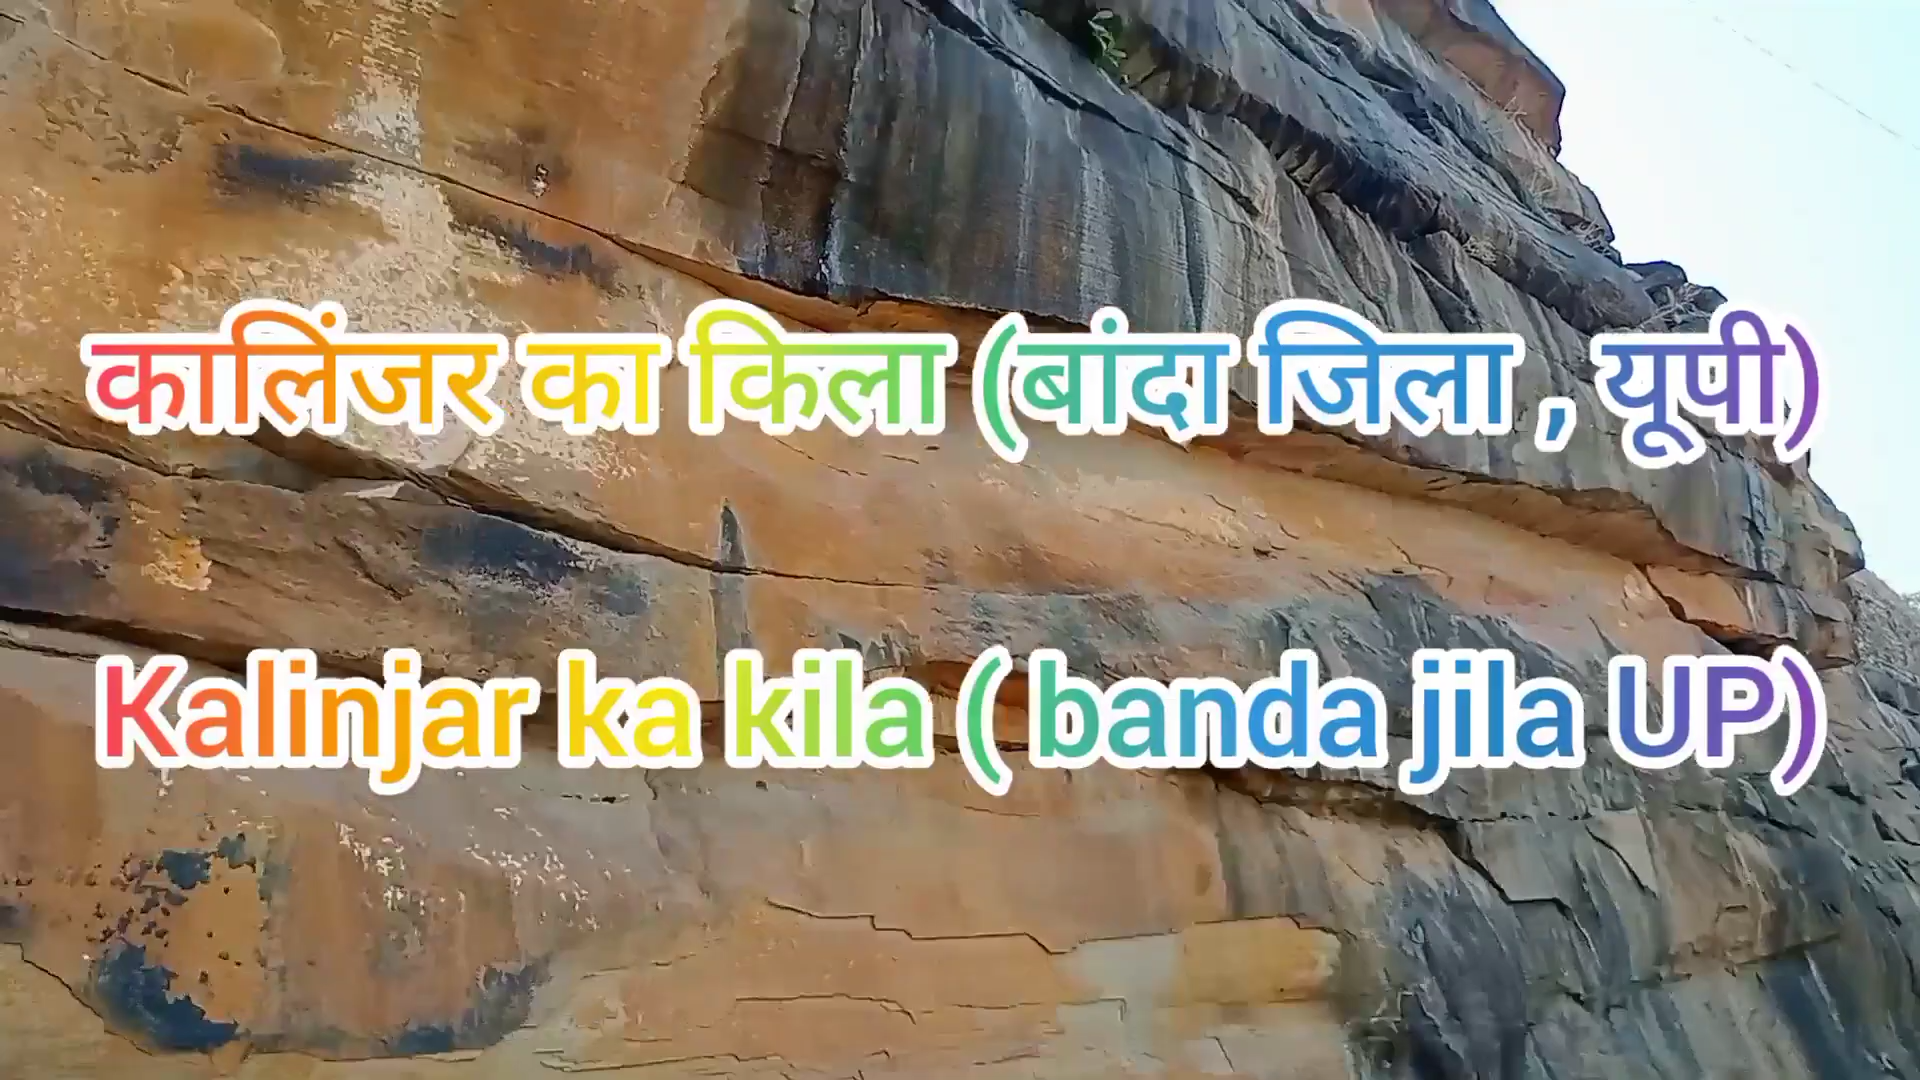 कालिंजर का किला (बांदा जिला , यूपी)
Kalinjar ka kila ( banda jila UP)